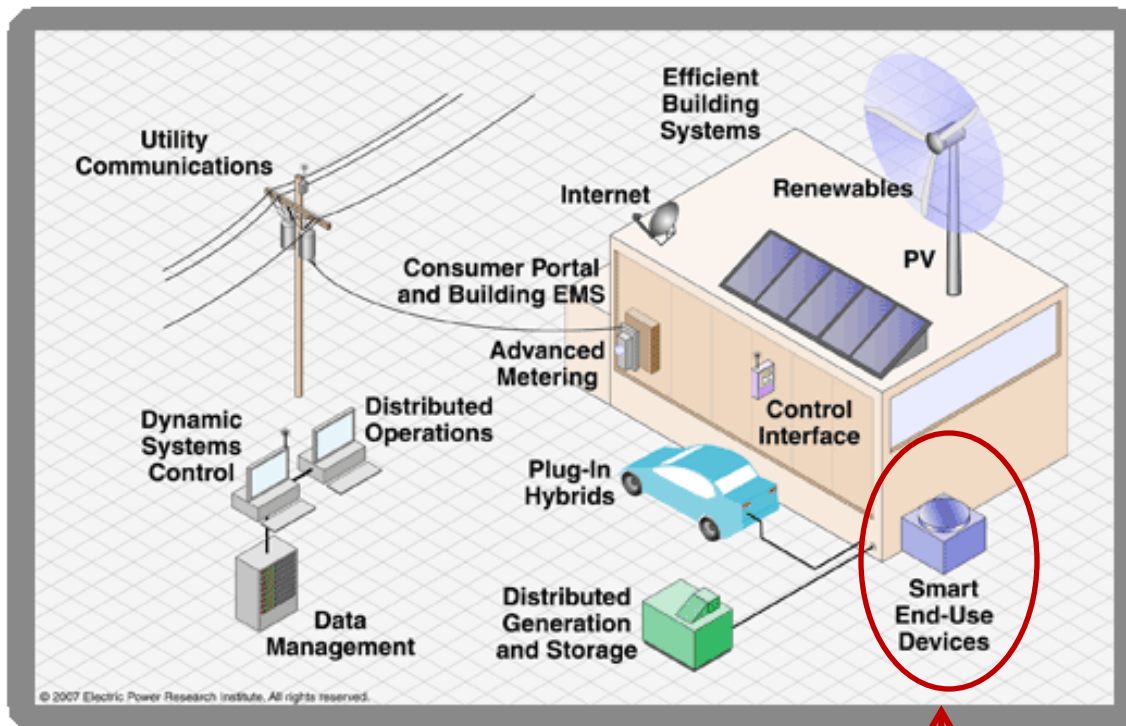 Efficient
Building
Systems
Utility
Communications
Internet
Renewables
PV
Consumer Portal
and Building EMS
Advanced
Metering
Control
Interface
Dynamic
Systems
Control
Distributed
Operations
Plug-In
Hybrids
Smart
End-Use
Devices
Distributed
Generation
and Storage
Data
Management
© 2007 Electric Power Research Institute. All rights reserved.